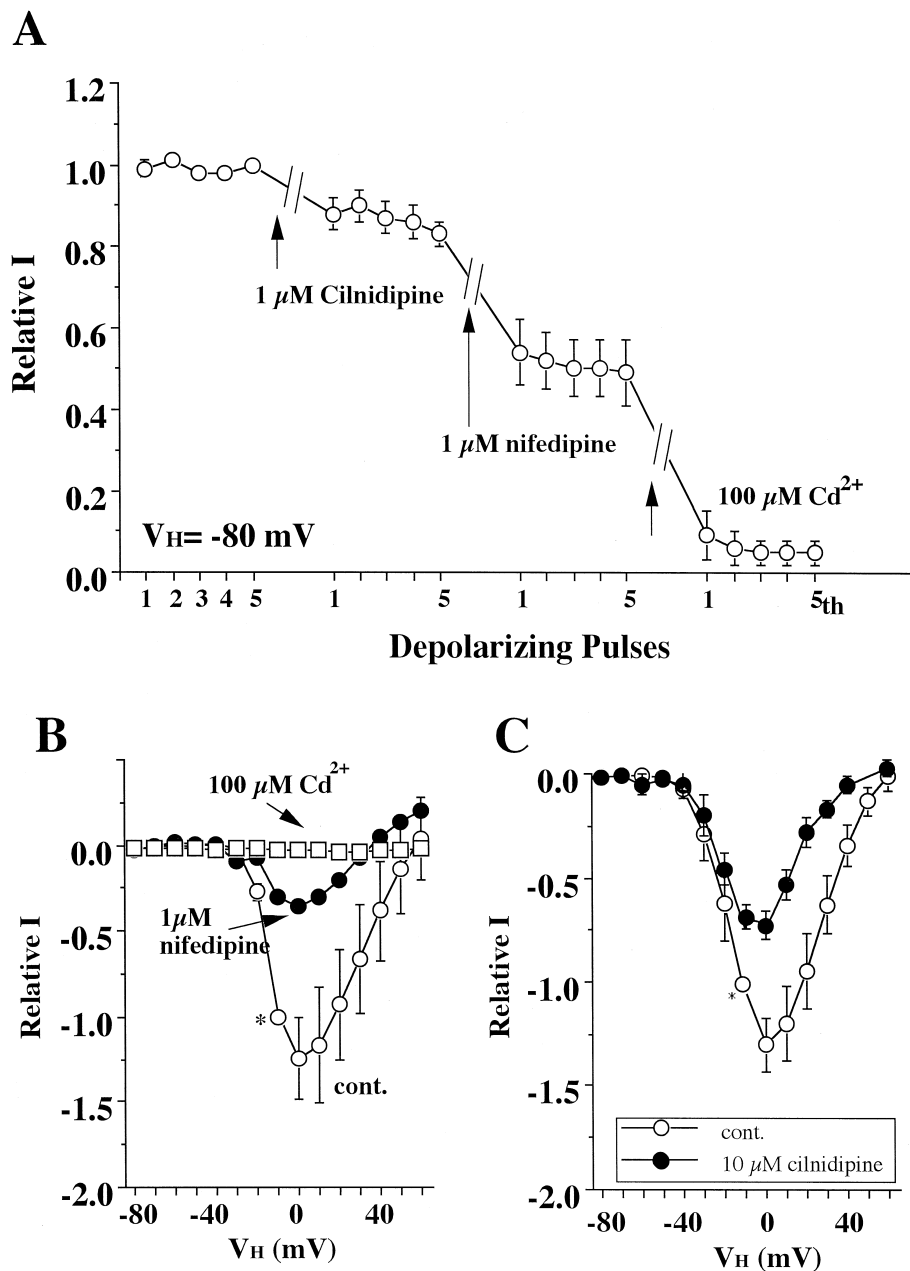 A
1.2
1.0
0.8
0.6
0.4
0.2
0.0
Relative I
1 µM Cilnidipine
1 µM nifedipine
100 µM Cd2+
VH= -80 mV
1 2 3 4 5 1 5 1 5 1 5th
Depolarizing Pulses
B
100 µM Cd2+
0.0
-0.5
-1.0
-1.5
-2.0
Relative I
1µM
nifedipine
*
cont.
-80 -40 0 40
VH (mV)
C
0.0
-0.5
-1.0
-1.5
-2.0
Relative I
*
cont.
10 µM cilnidipine
-80 -40 0 40
VH (mV)